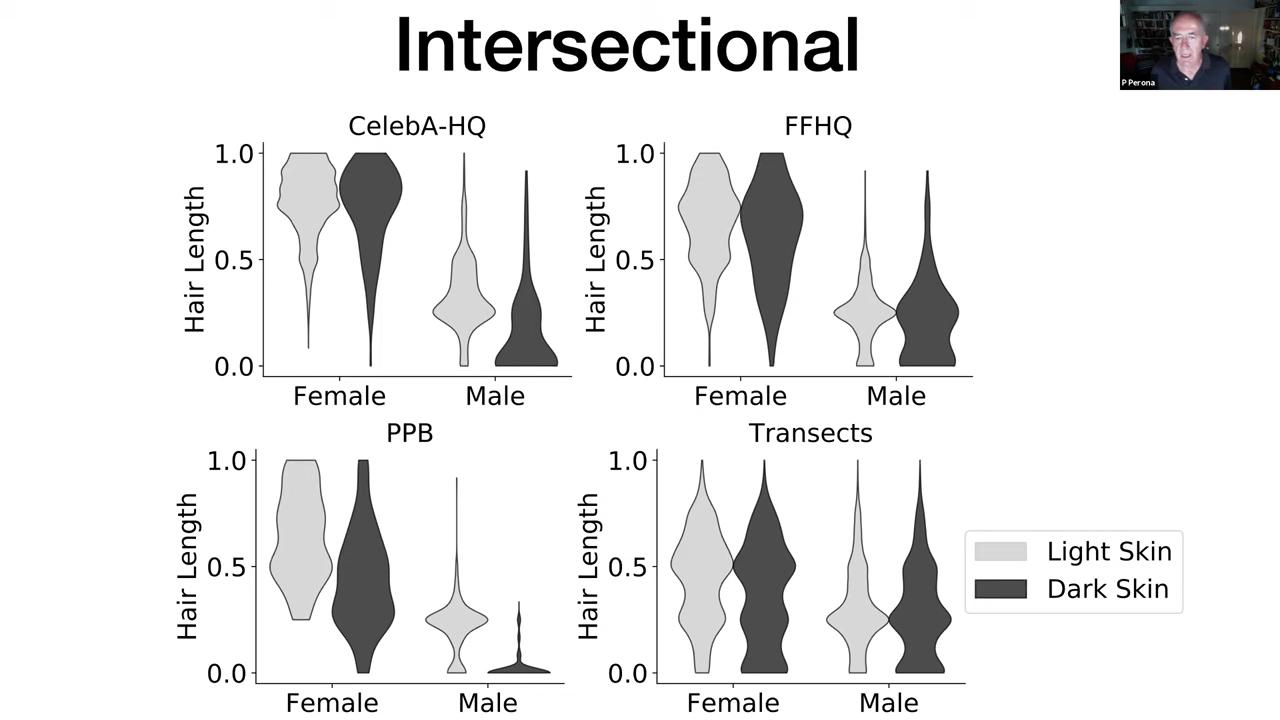 Intersectional
P Perona
CelebA-HQ
1.0
0.5
0.0
Hair Length
Female Male
FFHQ
1.0
0.5
0.0
Hair Length
Female Male
PPB
1.0
0.5
0.0
Hair Length
Female Male
Transects
1.0
0.5
0.0
Hair Length
Female Male
Light Skin
Dark Skin